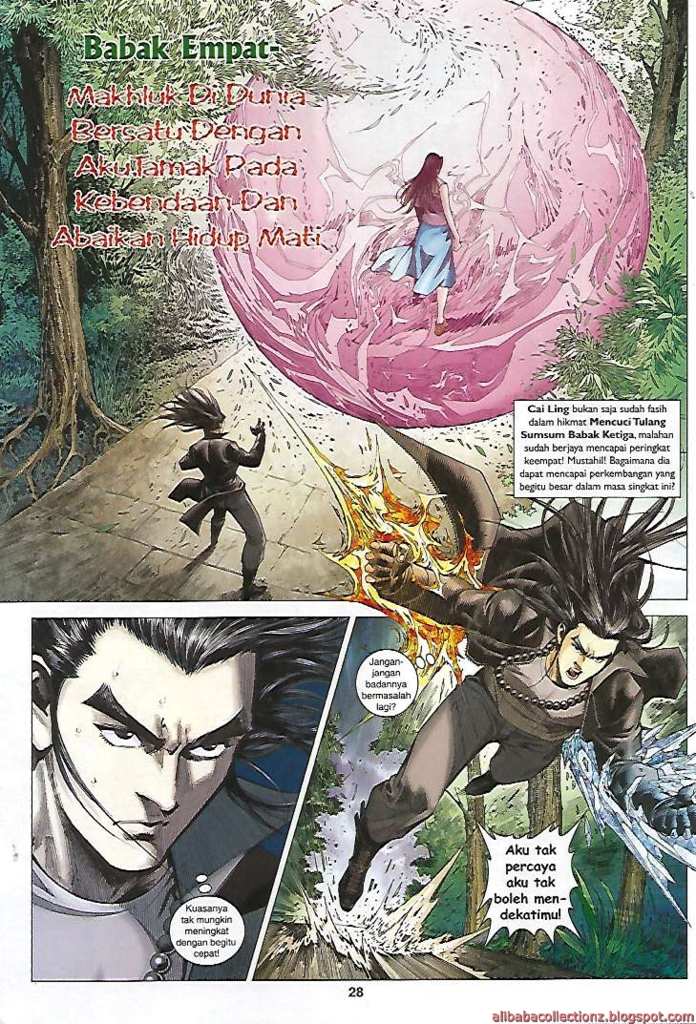 Babak Empat-
Makhluk Di Dunia
Bersatu Dengan
Aku.Tamak Pada
Kebendaan Dan
Abaikan Hidup Mati.
Cai Ling bukan saja sudah fasih
dalam hikmat Mencuci Tulang
Sumsum Babak Ketiga, malahan
sudah berjaya mencapai peringkat
keempat! Mustahil! Bagaimana dia
dapat mencapai perkembangan yang
begitu besar dalam masa singkat ini?
Kuasanya
tak mungkin
meningkat
dengan begitu
cepat!
Jangan-
jangan
badannya
bermasalah
lagi?
Aku tak
percaya
aku tak
boleh men-
dekatimu!
28
alibabacollectionz.blogspot.com